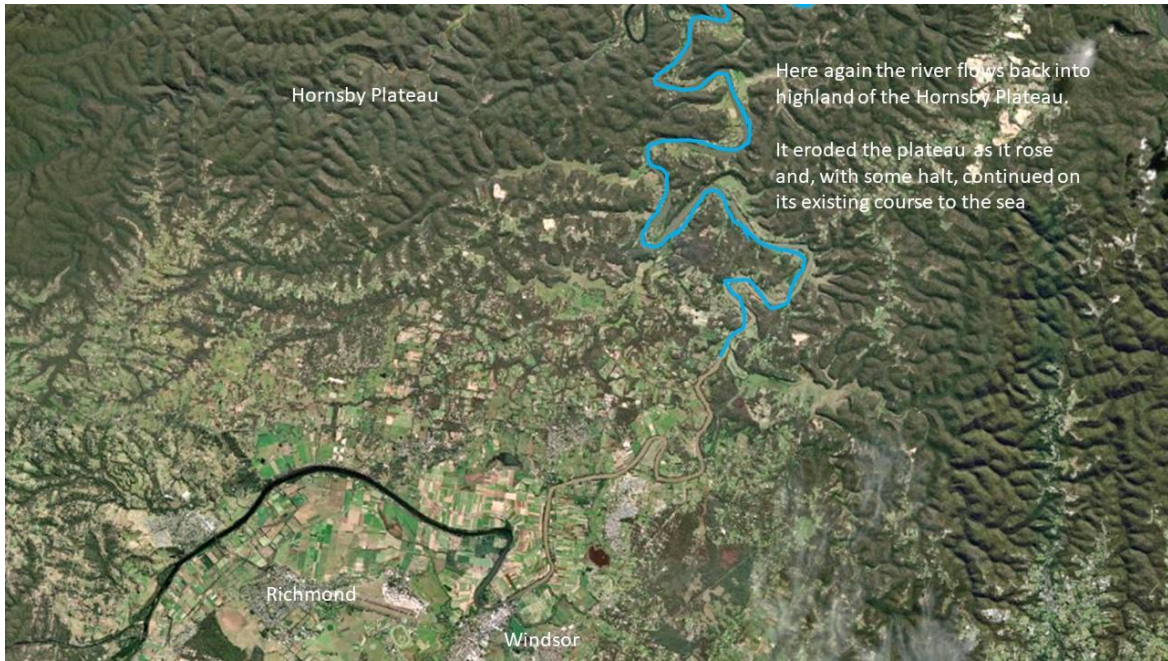 Hornsby Plateau
Here again the river flows back into
highland of the Hornsby Plateau.
It eroded the plateau as it rose
and, with some halt, continued on
its existing course to the sea
Richmond
Windsor